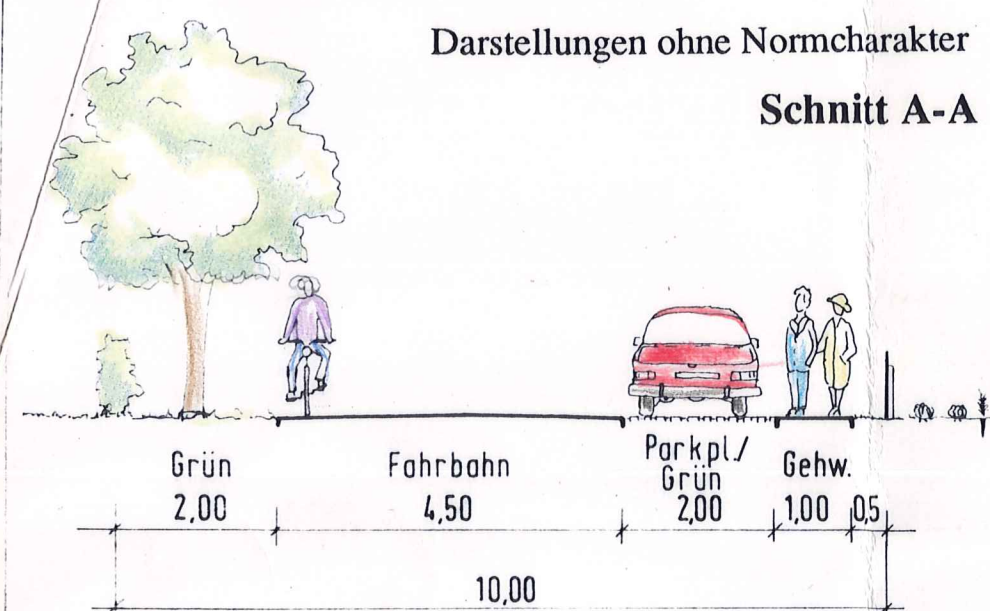 Darstellungen ohne Normcharakter
Schnitt A-A
Grün
2,00
Fahrbahn
4,50
Parkpl./
Grün
2,00
Gehw.
1,00
0,5
10,00